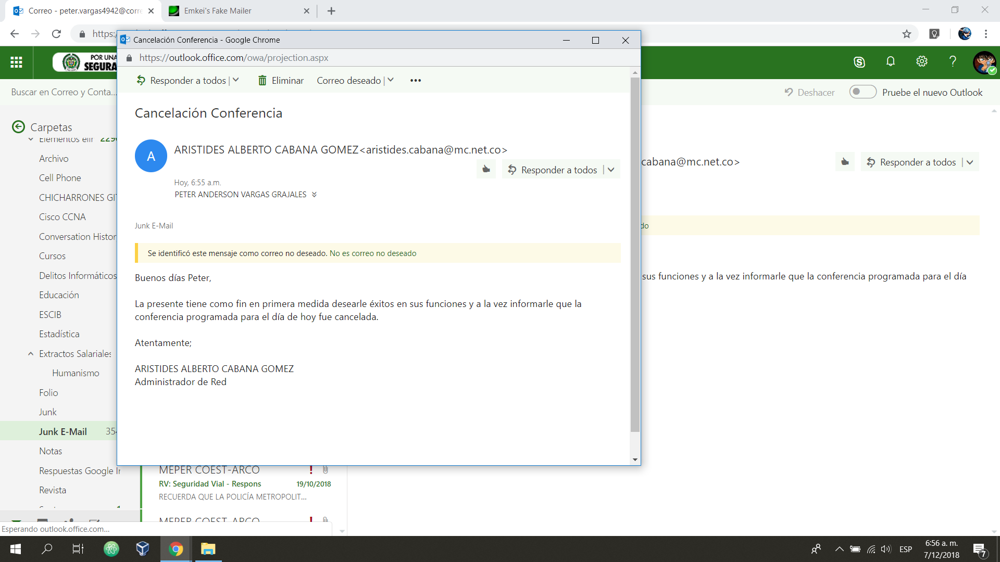 Correo - peter.vargas4942@corre
Emkei's Fake Mailer
https:
Cancelación Conferencia - Google Chrome
https://outlook.office.com/owa/projection.aspx
POR UNA
SEGURA
Responder a todos
Eliminar
Correo deseado
Buscar en Correo y Conta...
Deshacer
Pruebe el nuevo Outlook
Cancelación Conferencia
Carpetas
Elementos elir 2290
Archivo
Cell Phone
CHICHARRONES GIT
Cisco CCNA
Conversation Histor
Cursos
Delitos Informáticos
Educación
ESCIB
Estadística
Extractos Salariales
Humanismo
Folio
Junk
Junk E-Mail 354
Notas
Respuestas Google Ir
Revista
ARISTIDES ALBERTO CABANA GOMEZ<aristides.cabana@mc.net.co>
Responder a todos
Hoy, 6:55 a.m.
PETER ANDERSON VARGAS GRAJALES
Junk E-Mail
Se identificó este mensaje como correo no deseado. No es correo no deseado
Buenos días Peter,
La presente tiene como fin en primera medida desearle éxitos en sus funciones y a la vez informarle que la
conferencia programada para el día de hoy fue cancelada.
Atentamente;
ARISTIDES ALBERTO CABANA GOMEZ
Administrador de Red
cabana@mc.net.co>
Responder a todos
do
sus funciones y a la vez informarle que la conferencia programada para el día
MEPER COEST-ARCO
RV: Seguridad Vial - Respons 19/10/2018
RECUERDA QUE LA POLICÍA METROPOLIT...
MEPER COEST-ARCO
Esperando outlook.office.com...
ESP
6:56 a. m.
7/12/2018
7